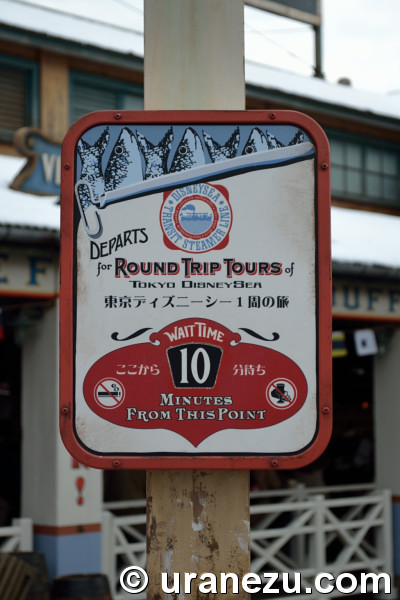 DISNEYSEA
TRANSIT STEAMER LINE
DEPARTS
for ROUND TRIP TOURS of
TOKYO DISNEYSEA
東京ディズニーシー1周の旅
WAIT TIME
ここから 10 分待ち
MINUTES
FROM THIS POINT
© uranezu.com